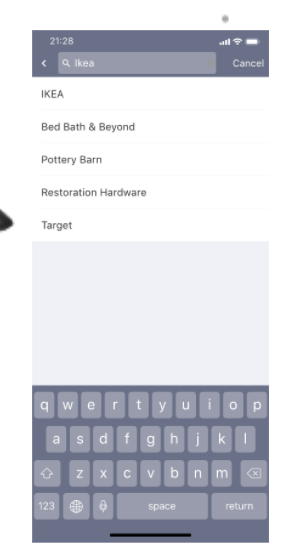 21:28
Ikea Cancel
IKEA
Bed Bath & Beyond
Pottery Barn
Restoration Hardware
Target
q w e r t y u i o p
a s d f g h j k l
z x c v b n m
123 space return